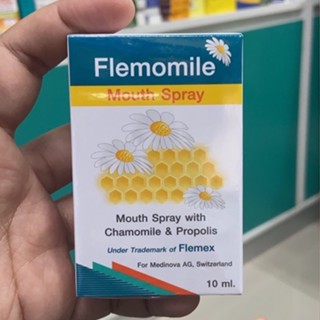 Flemomile
Mouth Spray
Mouth Spray with
Chamomile & Propolis
Under Trademark of Flemex
For Medinova AG, Switzerland
10 ml.